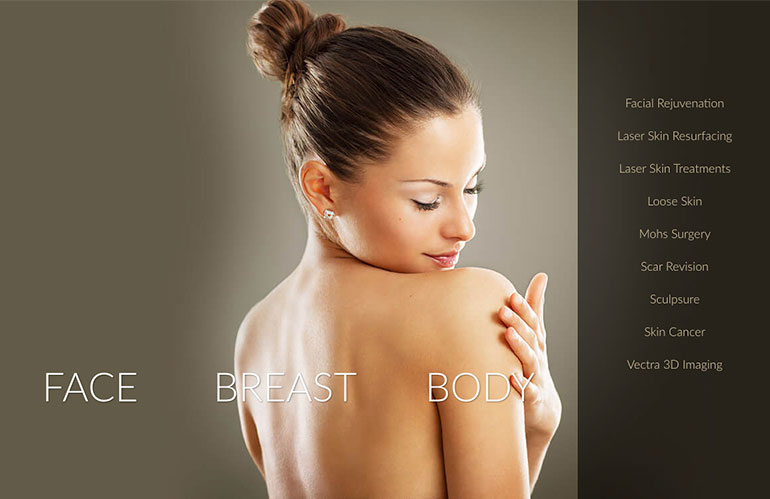 FACE
BREAST
BODY
Facial Rejuvenation
Laser Skin Resurfacing
Laser Skin Treatments
Loose Skin
Mohs Surgery
Scar Revision
Sculpsure
Skin Cancer
Vectra 3D Imaging